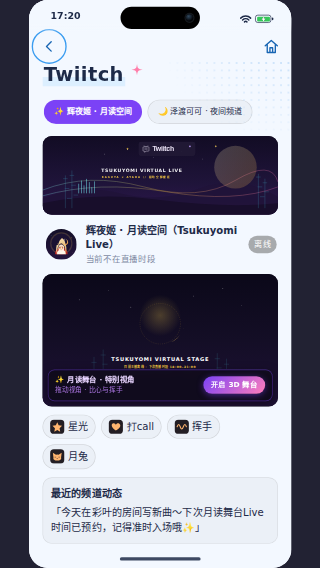 17:20
Twiitch
✨ 辉夜姬 · 月读空间
🌙 泽渡可可 · 夜间频道
Twitch
TSUKUYOMI VIRTUAL LIVE
辉夜姬 · 月读空间（Tsukuyomi
Live）
离线
当前不在直播时段
TSUKUYOMI VIRTUAL STAGE
✨ 月读舞台 · 特别视角
拖动视角 · 比心与挥手
开启 3D 舞台
星光
打call
挥手
月兔
最近的频道动态
「今天在彩叶的房间写新曲～下次月读舞台Live
时间已预约，记得准时入场哦✨」